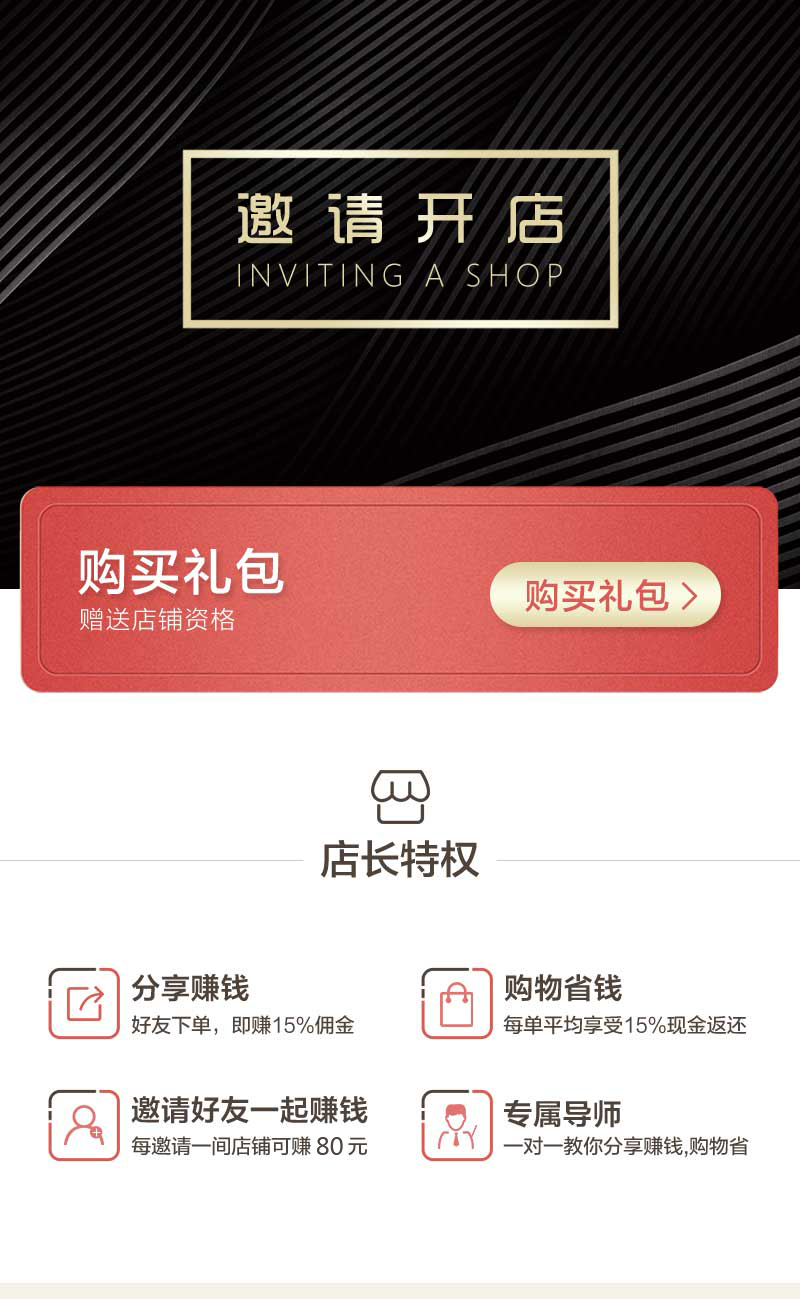 邀请开店
INVITING A SHOP
购买礼包
赠送店铺资格
购买礼包
店长特权
分享赚钱
好友下单，即赚15%佣金
购物省钱
每单平均享受15%现金返还
邀请好友一起赚钱
每邀请一间店铺可赚 80 元
专属导师
一对一教你分享赚钱,购物省